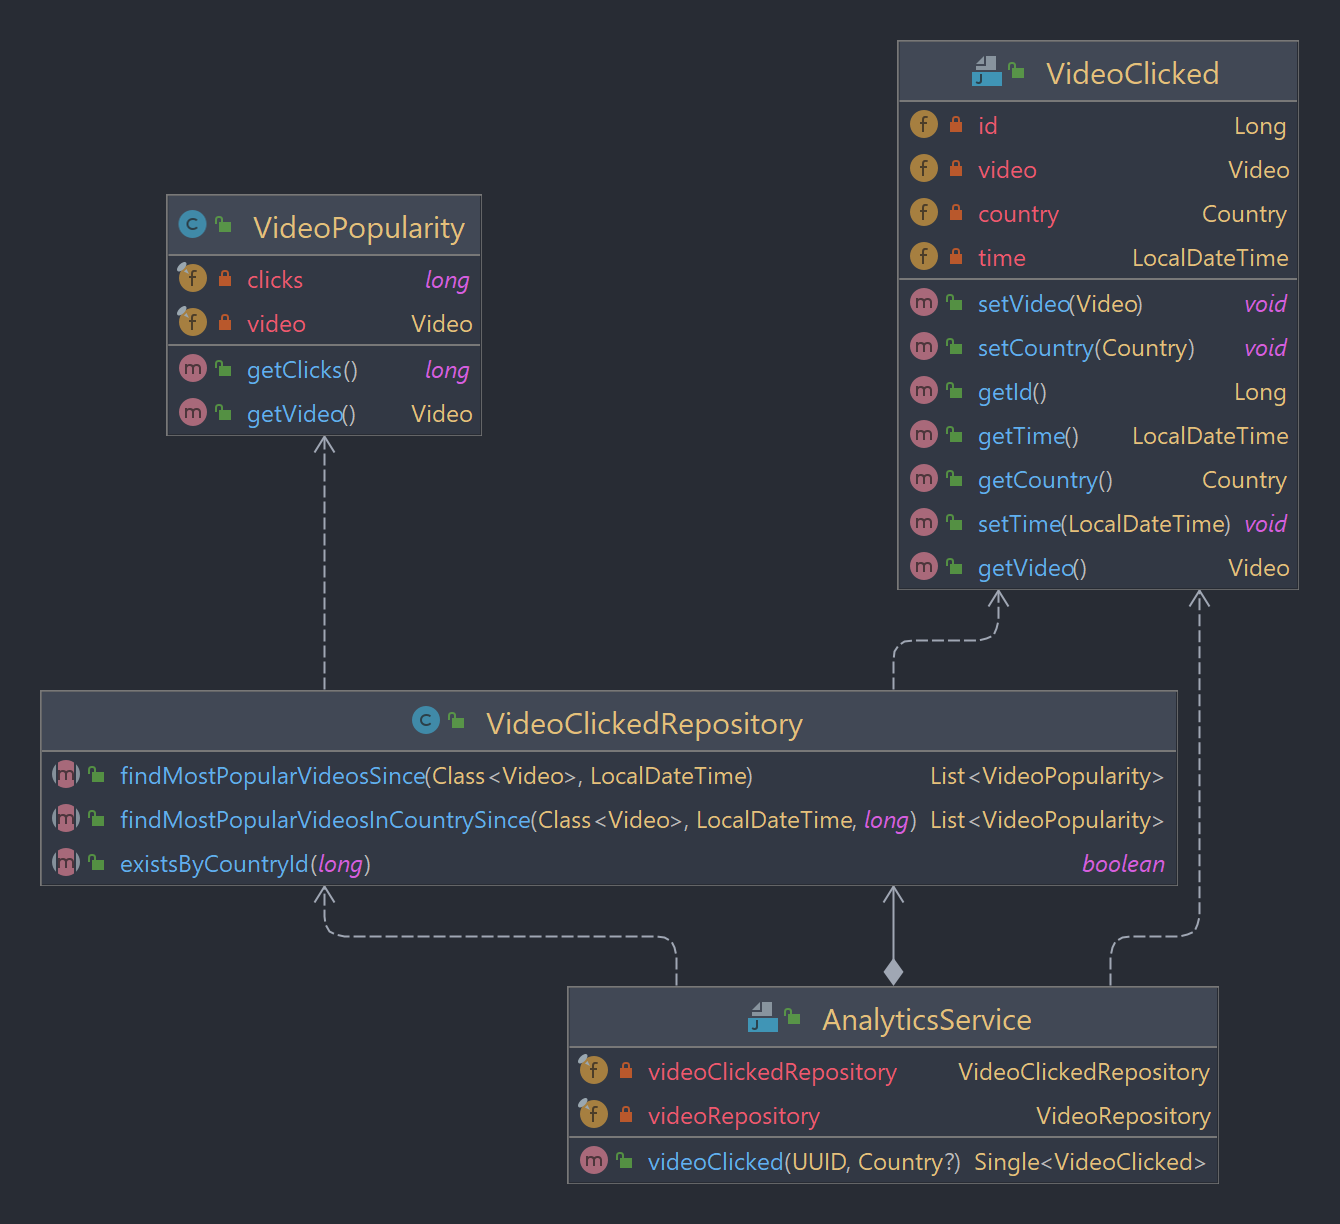 VideoClicked
id Long
video Video
country Country
time LocalDateTime
setVideo(Video) void
setCountry(Country) void
getId() Long
getTime() LocalDateTime
getCountry() Country
setTime(LocalDateTime) void
getVideo() Video
VideoPopularity
clicks long
video Video
getClicks() long
getVideo() Video
VideoClickedRepository
findMostPopularVideosSince(Class<Video>, LocalDateTime) List<VideoPopularity>
findMostPopularVideosInCountrySince(Class<Video>, LocalDateTime, long) List<VideoPopularity>
existsByCountryId(long) boolean
AnalyticsService
videoClickedRepository VideoClickedRepository
videoRepository VideoRepository
videoClicked(UUID, Country?) Single<VideoClicked>